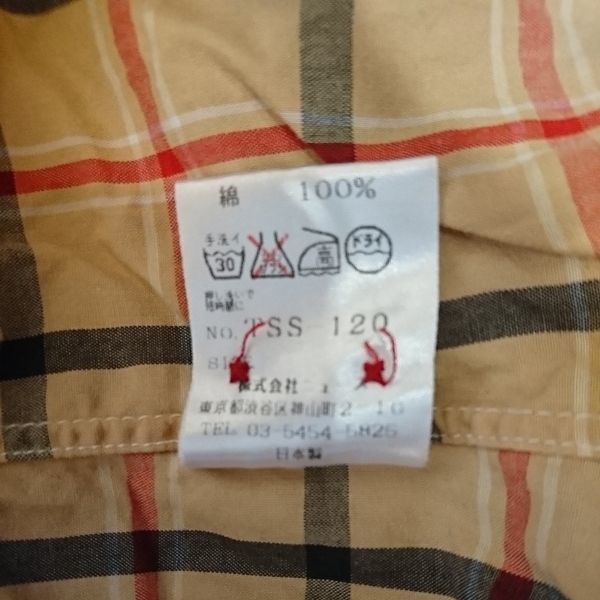 綿 100%
手洗イ
30 高 ドライ
NO. TSS 120
株式会社
東京都渋谷区神山町2-16
TEL 03-5454-5825
日本製